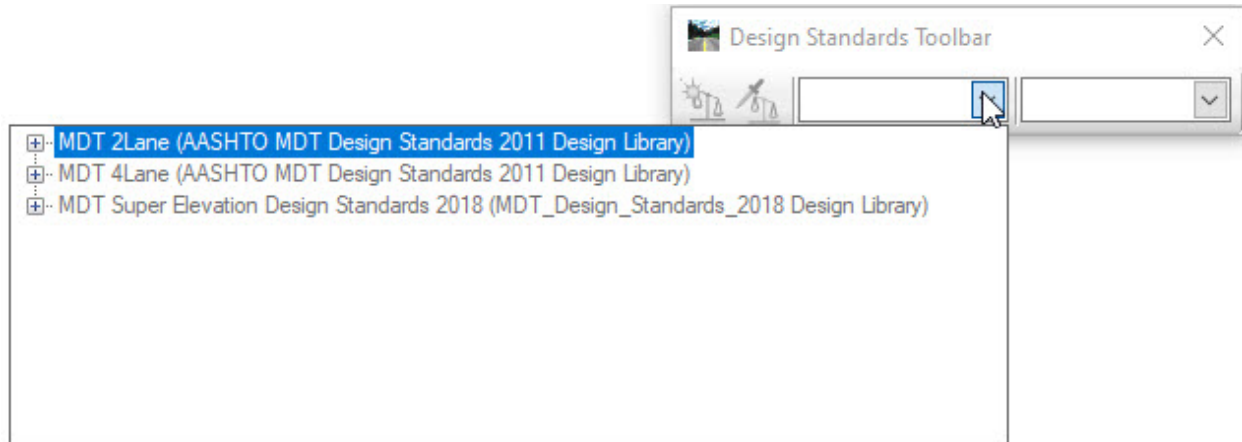 Design Standards Toolbar
MDT 2Lane (AASHTO MDT Design Standards 2011 Design Library)
MDT 4Lane (AASHTO MDT Design Standards 2011 Design Library)
MDT Super Elevation Design Standards 2018 (MDT_Design_Standards_2018 Design Library)